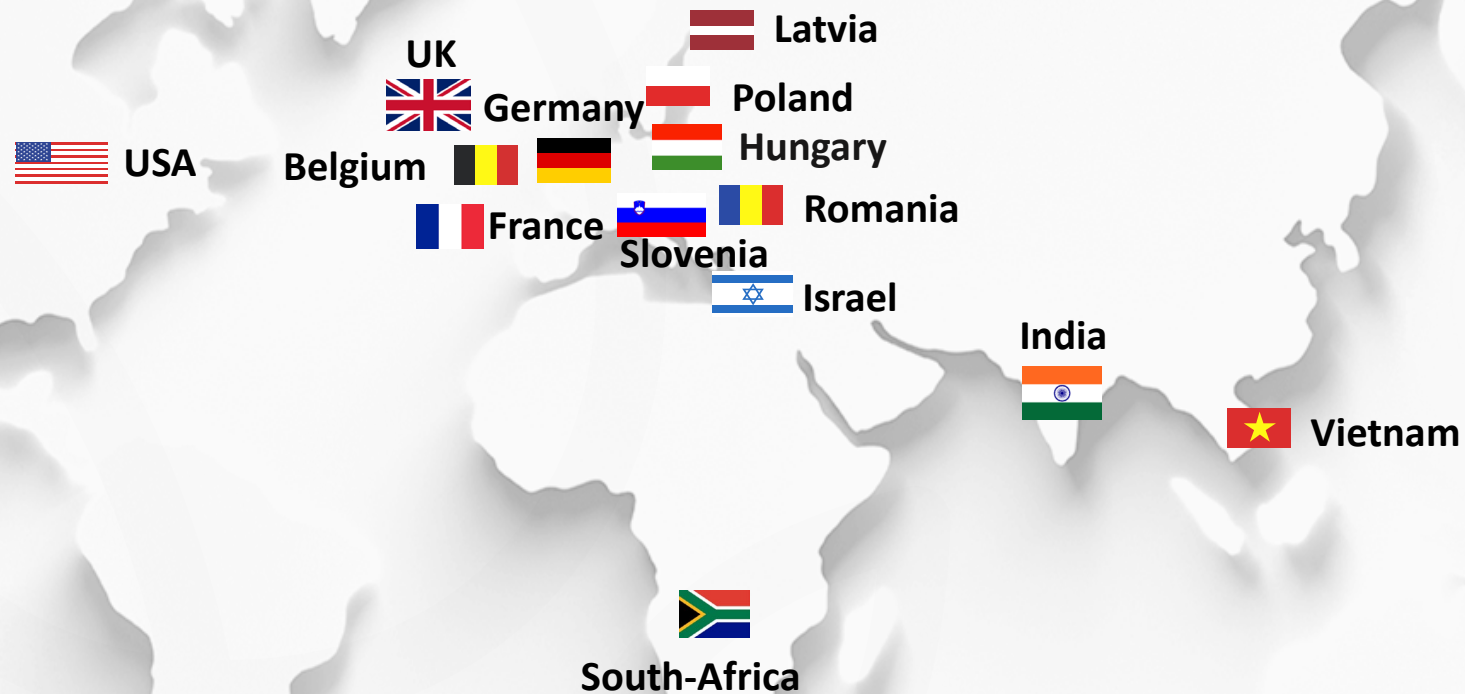 Latvia
UK
Germany
Poland
Hungary
USA
Belgium
France
Romania
Slovenia
Israel
India
Vietnam
South-Africa